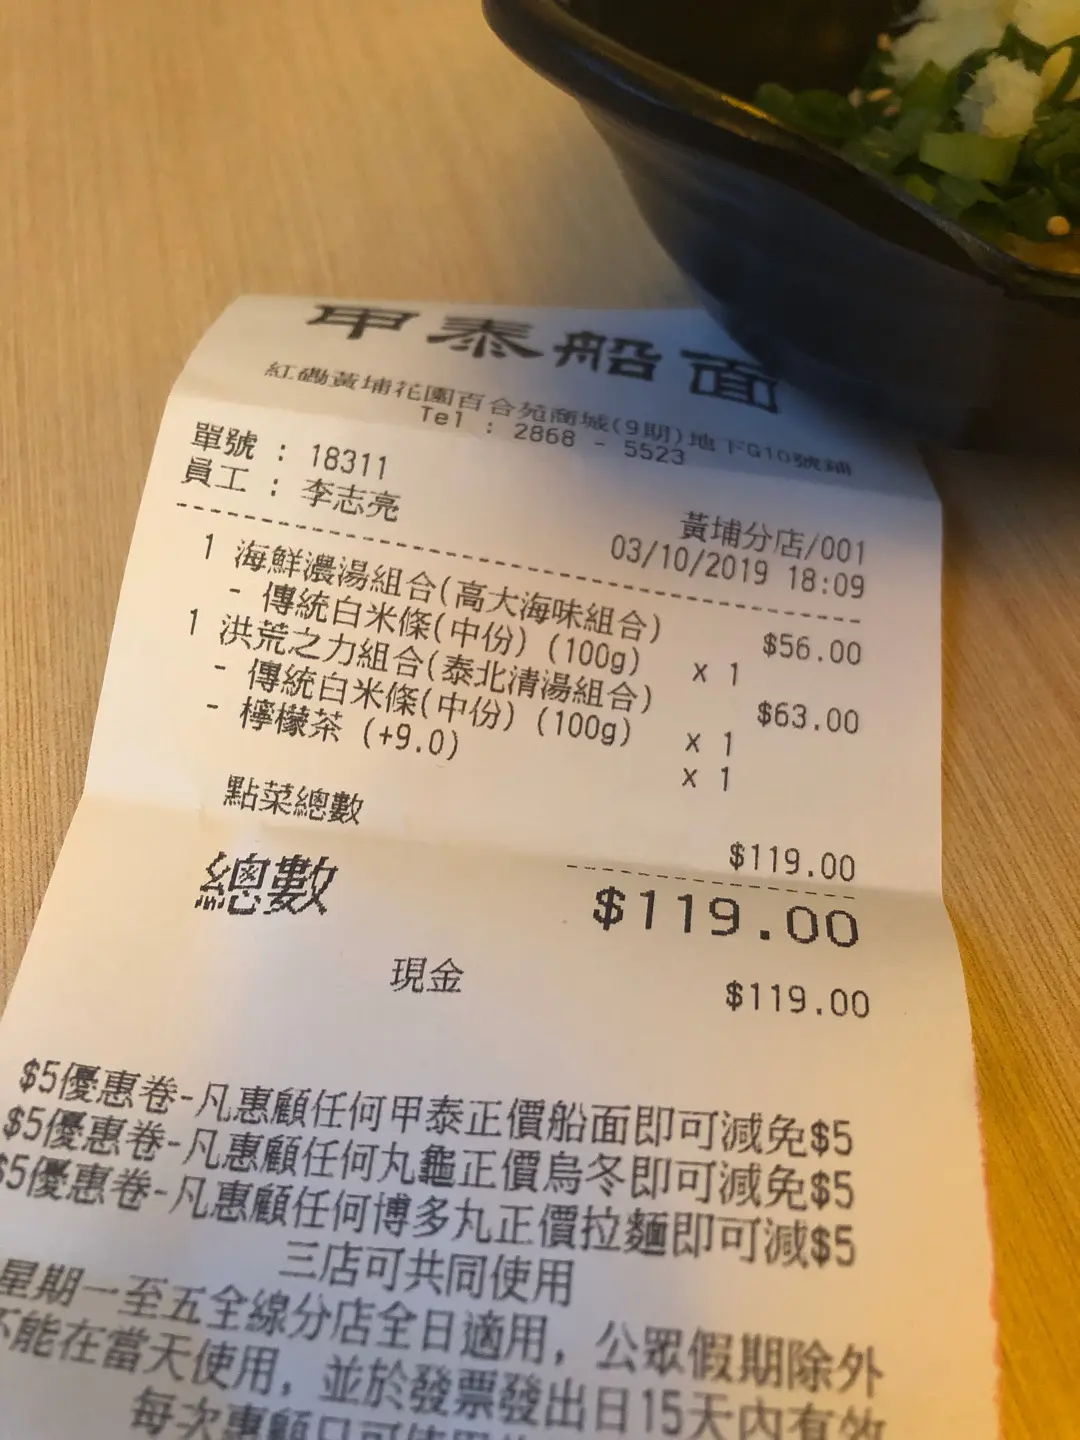 甲泰船面
紅磡黃埔花園百合苑商城(9期)地下G10號鋪
Tel : 2868 - 5523
單號 : 18311
員工 : 李志亮
黃埔分店/001
03/10/2019 18:09
1 海鮮濃湯組合(高大海味組合) $56.00
- 傳統白米條(中份) (100g) x 1
1 洪荒之力組合(泰北清湯組合) $63.00
- 傳統白米條(中份) (100g) x 1
- 檸檬茶 (+9.0) x 1
點菜總數 $119.00
總數 $119.00
現金 $119.00
$5優惠卷-凡惠顧任何甲泰正價船面即可減免$5
$5優惠卷-凡惠顧任何丸龜正價烏冬即可減免$5
$5優惠卷-凡惠顧任何博多丸正價拉麵即可減$5
三店可共同使用
星期一至五全線分店全日適用，公眾假期除外
不能在當天使用，並於發票發出日15天內有效
每次惠顧只可使用